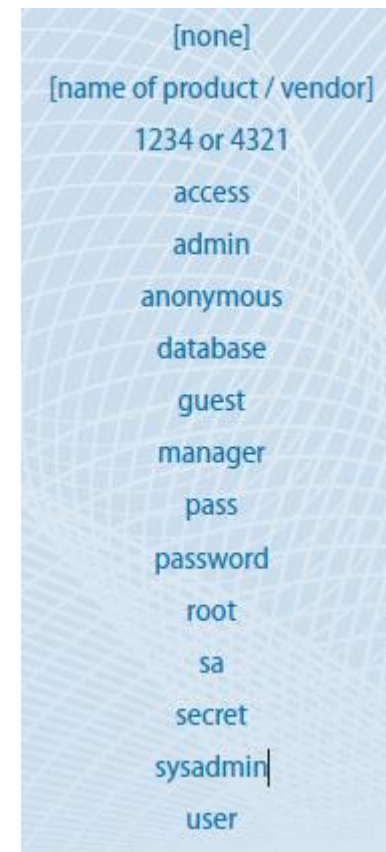 [none]
[name of product / vendor]
1234 or 4321
access
admin
anonymous
database
guest
manager
pass
password
root
sa
secret
sysadmin
user